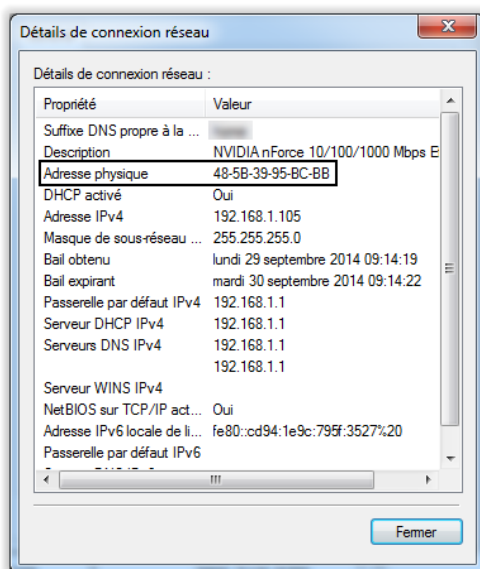 Détails de connexion réseau
Détails de connexion réseau :
Propriété Valeur
Suffixe DNS propre à la ...
Description NVIDIA nForce 10/100/1000 Mbps E
Adresse physique 48-5B-39-95-BC-BB
DHCP activé Oui
Adresse IPv4 192.168.1.105
Masque de sous-réseau ... 255.255.255.0
Bail obtenu lundi 29 septembre 2014 09:14:19
Bail expirant mardi 30 septembre 2014 09:14:22
Passerelle par défaut IPv4 192.168.1.1
Serveur DHCP IPv4 192.168.1.1
Serveurs DNS IPv4 192.168.1.1
192.168.1.1
Serveur WINS IPv4
NetBIOS sur TCP/IP act... Oui
Adresse IPv6 locale de li... fe80::cd94:1e9c:795f:3527%20
Passerelle par défaut IPv6
Fermer